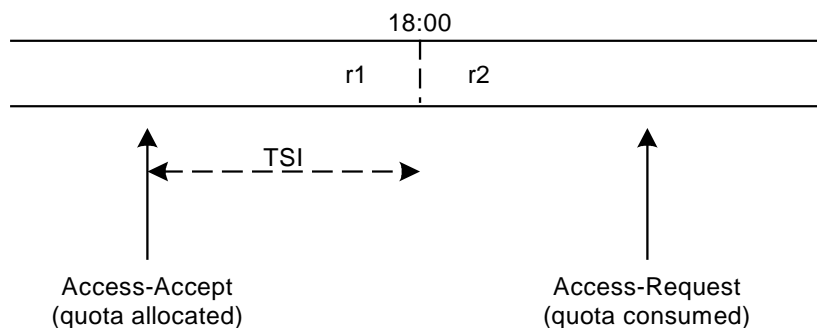 18:00
r1
r2
TSI
Access-Accept
(quota allocated)
Access-Request
(quota consumed)